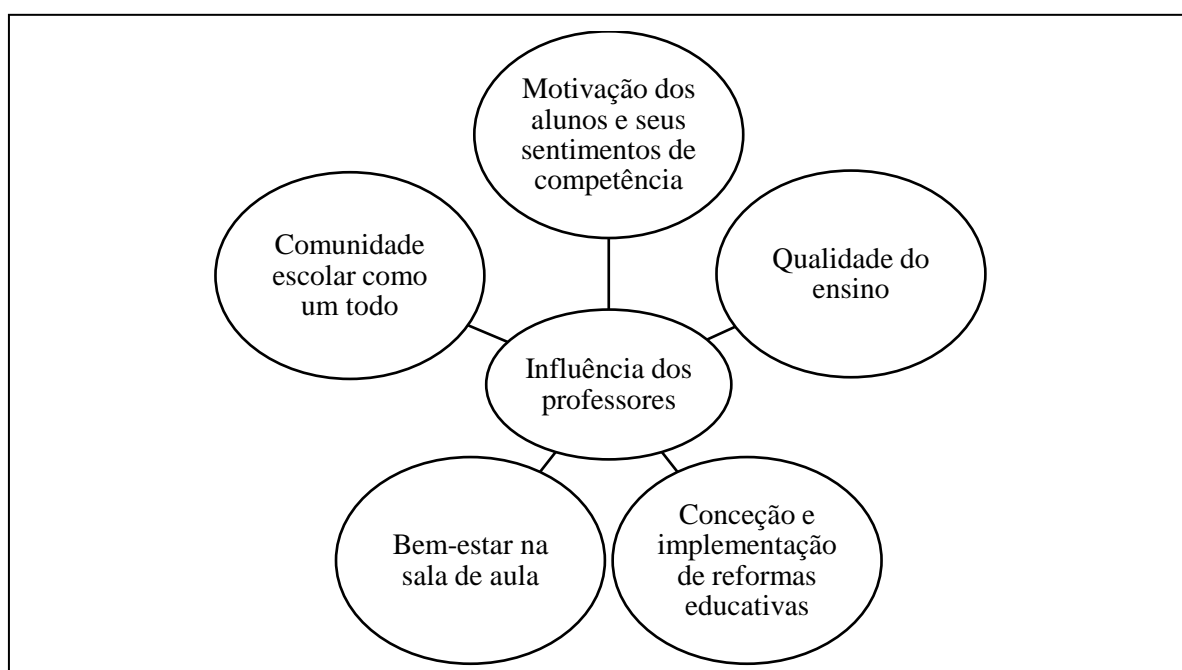 Motivação dos
alunos e seus
sentimentos de
competência
Comunidade
escolar como
um todo
Qualidade do
ensino
Influência dos
professores
Bem-estar na
sala de aula
Conceção e
implementação
de reformas
educativas